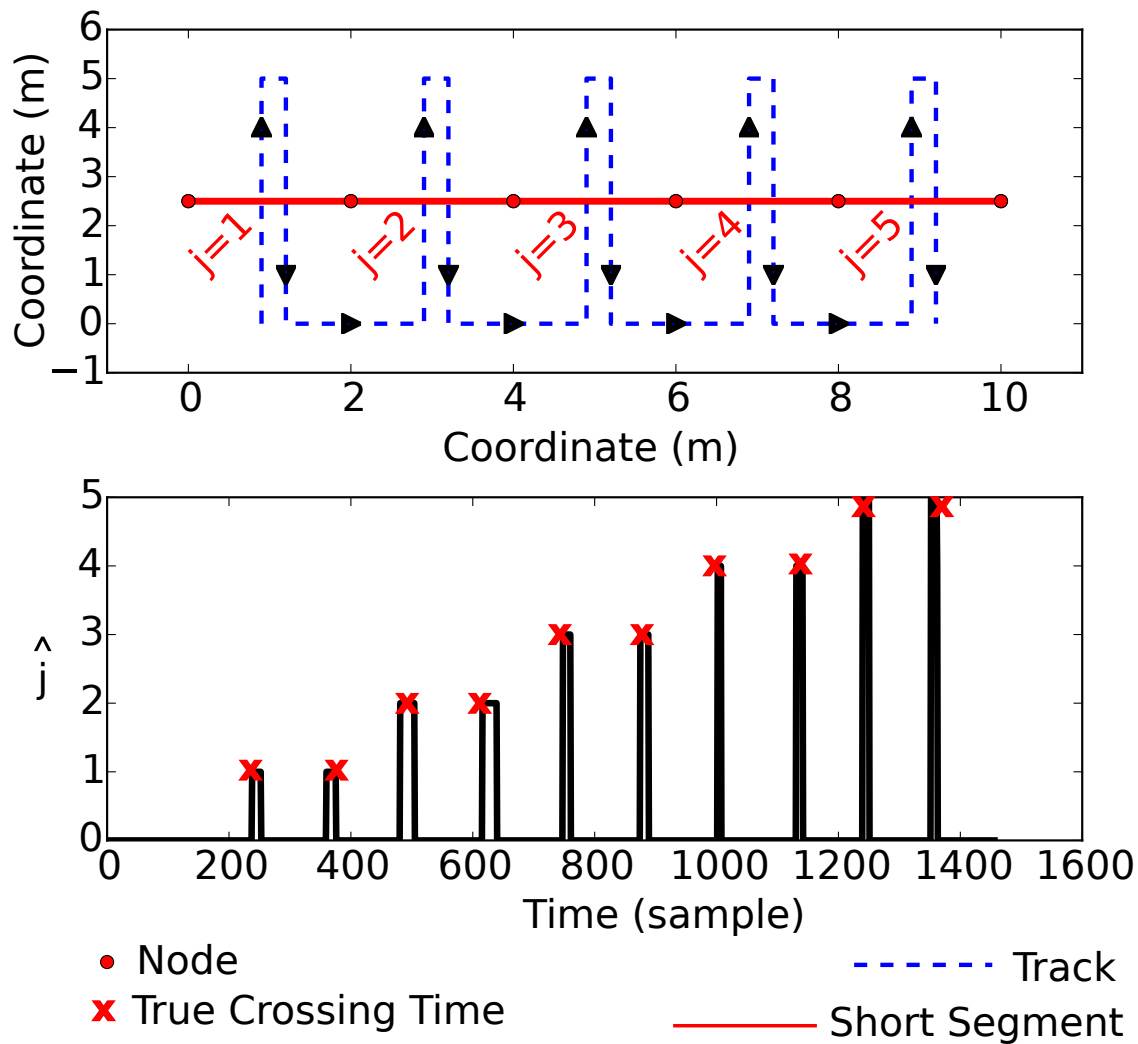 6
5
4
3
2
1
0
−1
Coordinate (m)
j=1
j=2
j=3
j=4
j=5
0 2 4 6 8 10
Coordinate (m)
5
4
3
2
1
0
ĵ
0 200 400 600 800 1000 1200 1400 1600
Time (sample)
Node
Track
True Crossing Time
Short Segment